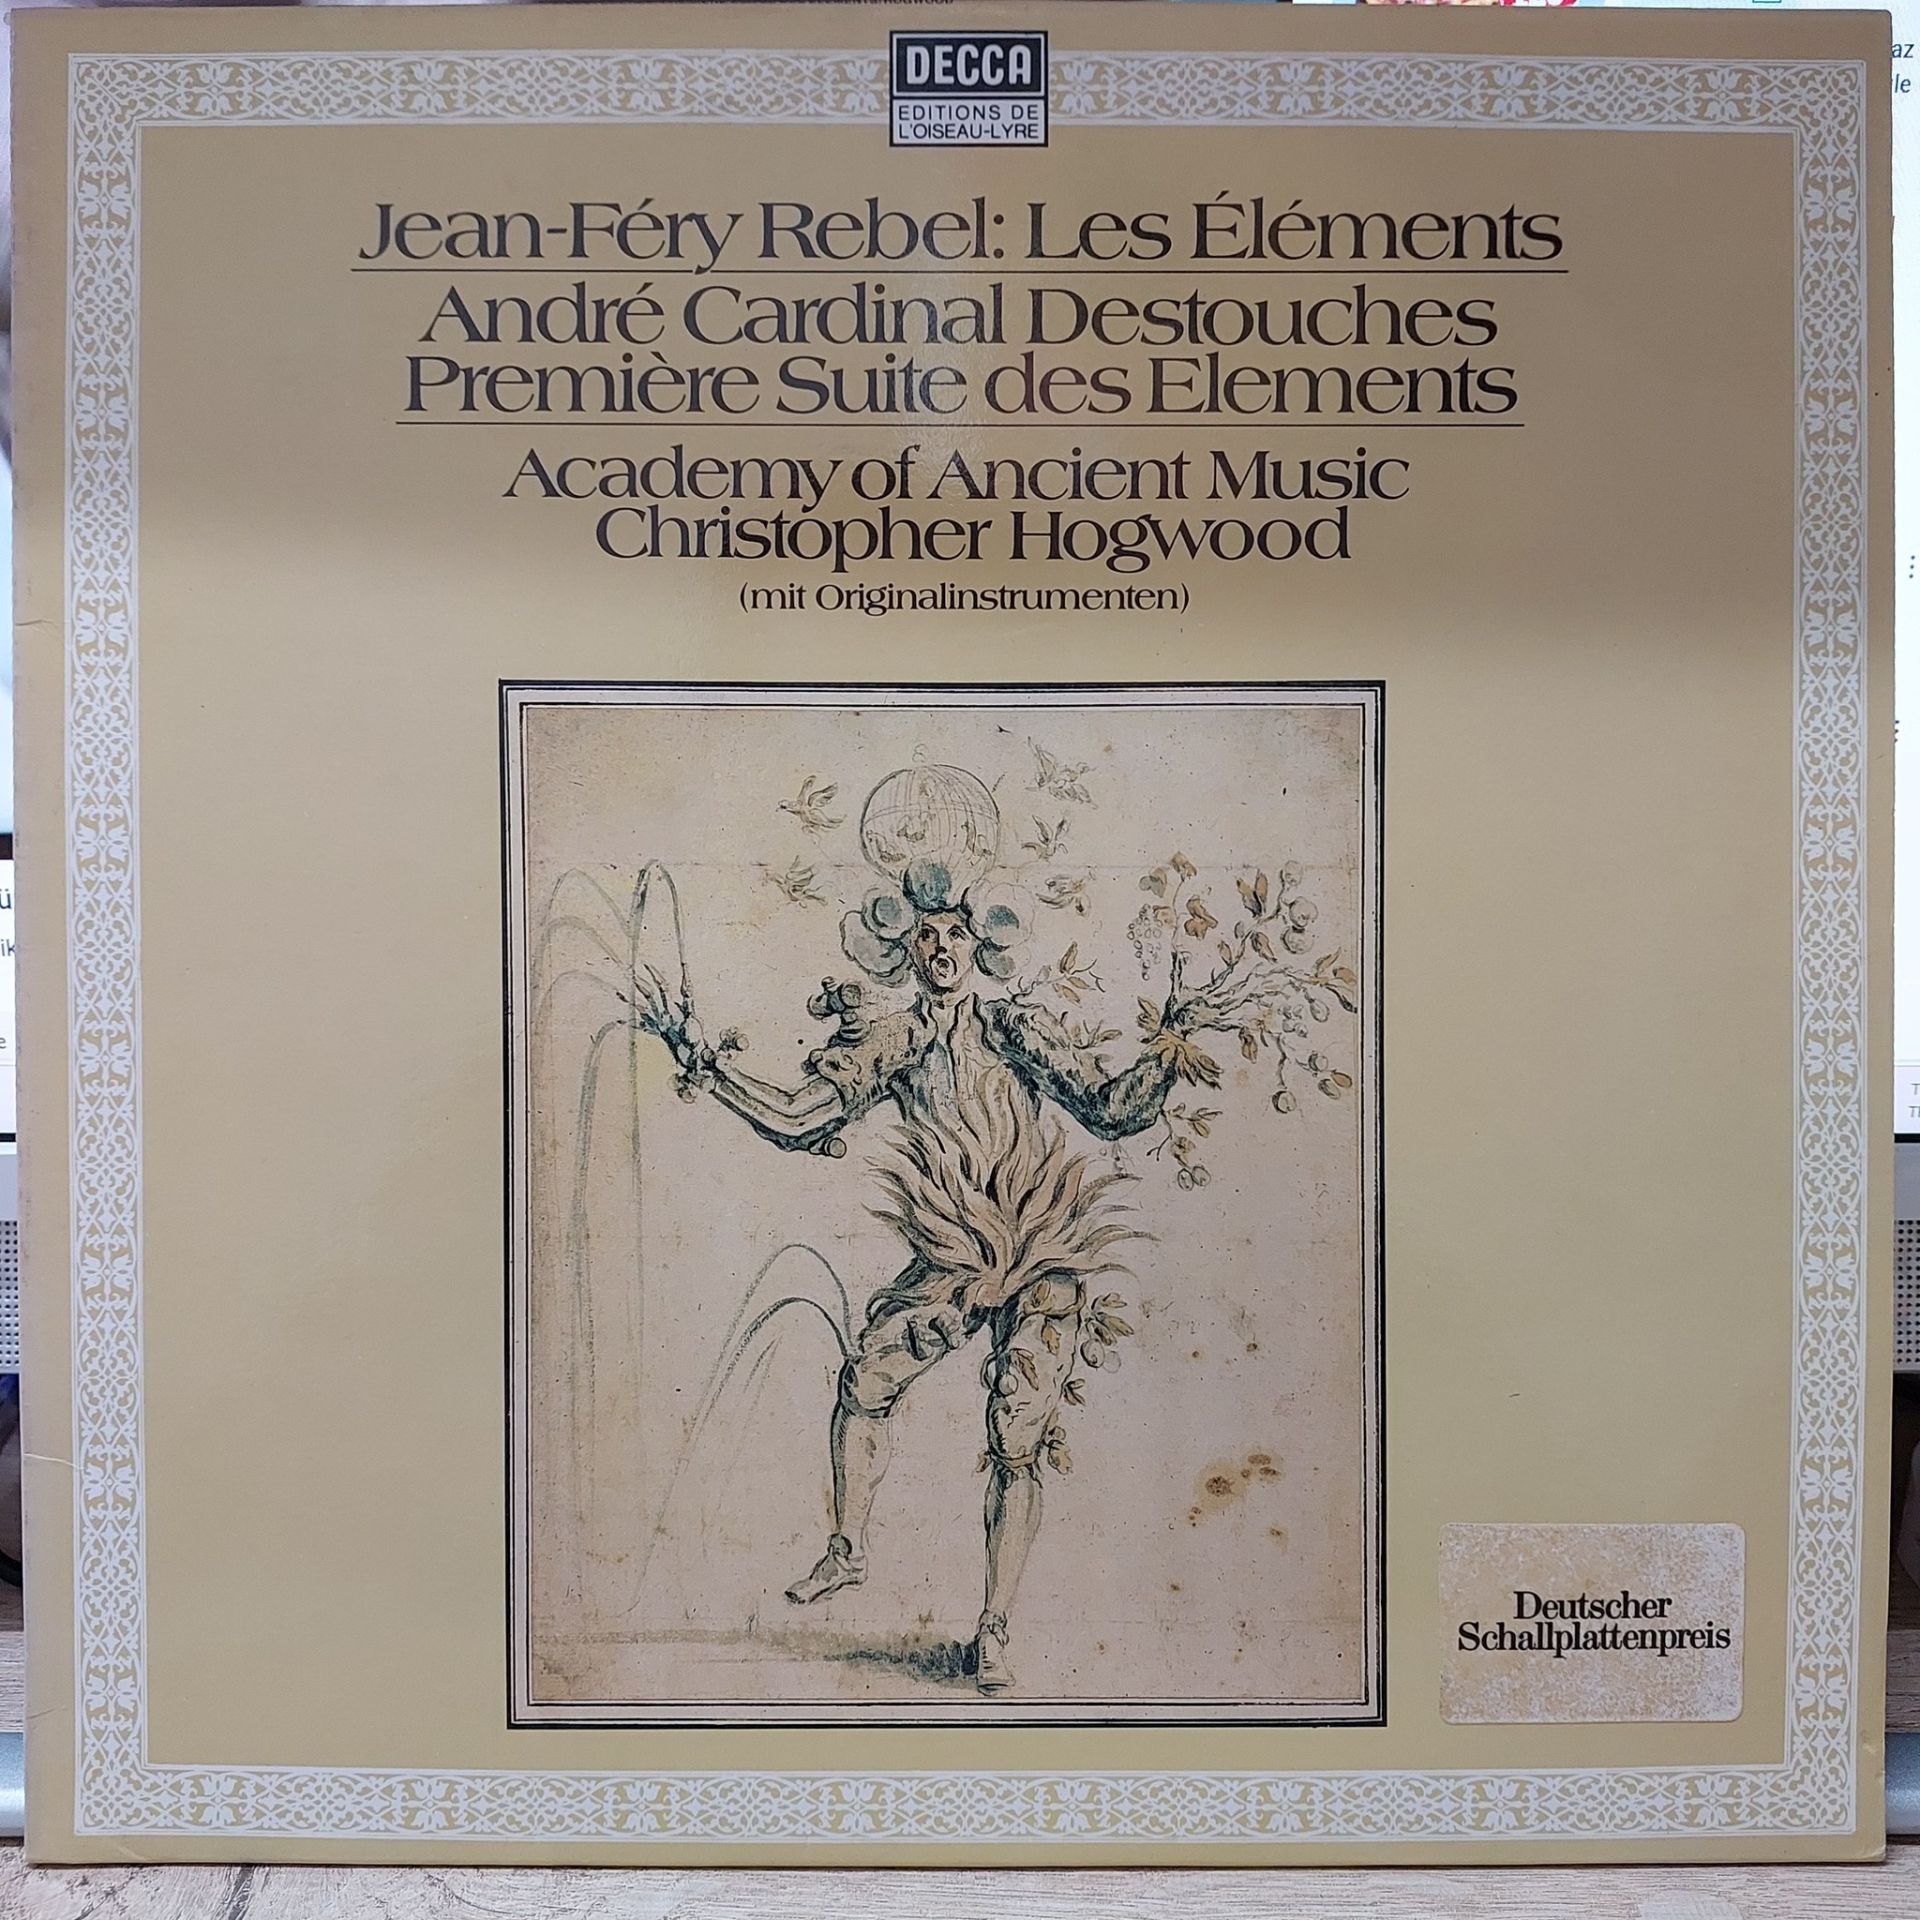 DECCA
EDITIONS DE
L'OISEAU-LYRE
Jean-Féry Rebel: Les Éléments
André Cardinal Destouches
Première Suite des Elements
Academy of Ancient Music
Christopher Hogwood
(mit Originalinstrumenten)
Deutscher
Schallplattenpreis